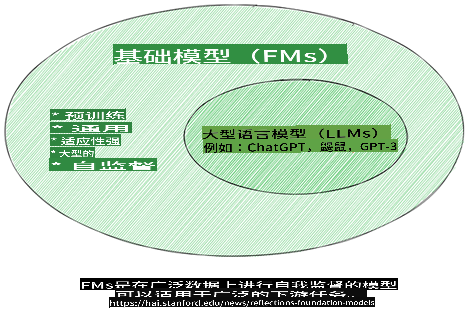 基础模型 (FMs)
* 预训练
* 通用
* 适应性强
* 大型的
* 自监督
大型语言模型 (LLMs)
例如：ChatGPT，鼹鼠，GPT-3
FMs是在广泛数据上进行自我监督的模型
可以适用于广泛的下游任务..
https://hai.stanford.edu/news/reflections-foundation-models